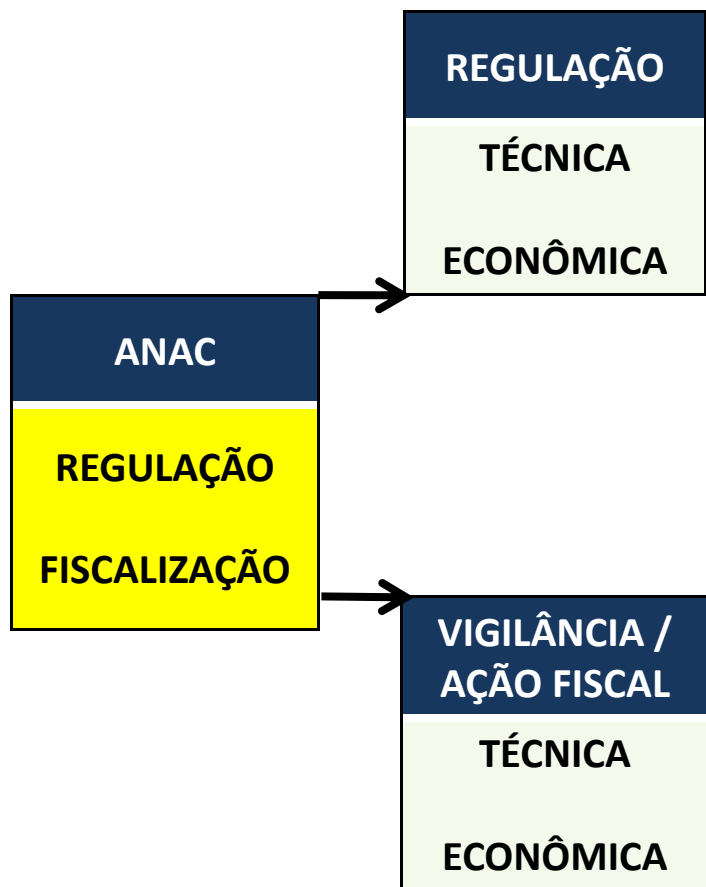 REGULAÇÃO
TÉCNICA
ECONÔMICA
ANAC
REGULAÇÃO
FISCALIZAÇÃO
VIGILÂNCIA /
AÇÃO FISCAL
TÉCNICA
ECONÔMICA